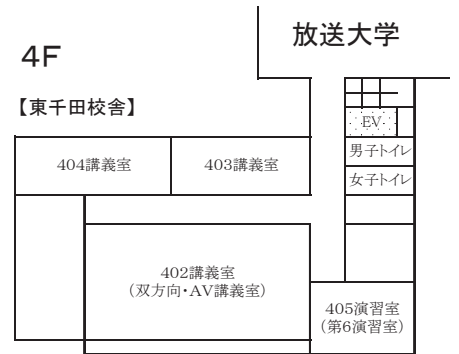 放送大学
4F
【東千田校舎】
EV
男子トイレ
404講義室
403講義室
女子トイレ
402講義室
（双方向・AV講義室）
405演習室
（第6演習室）